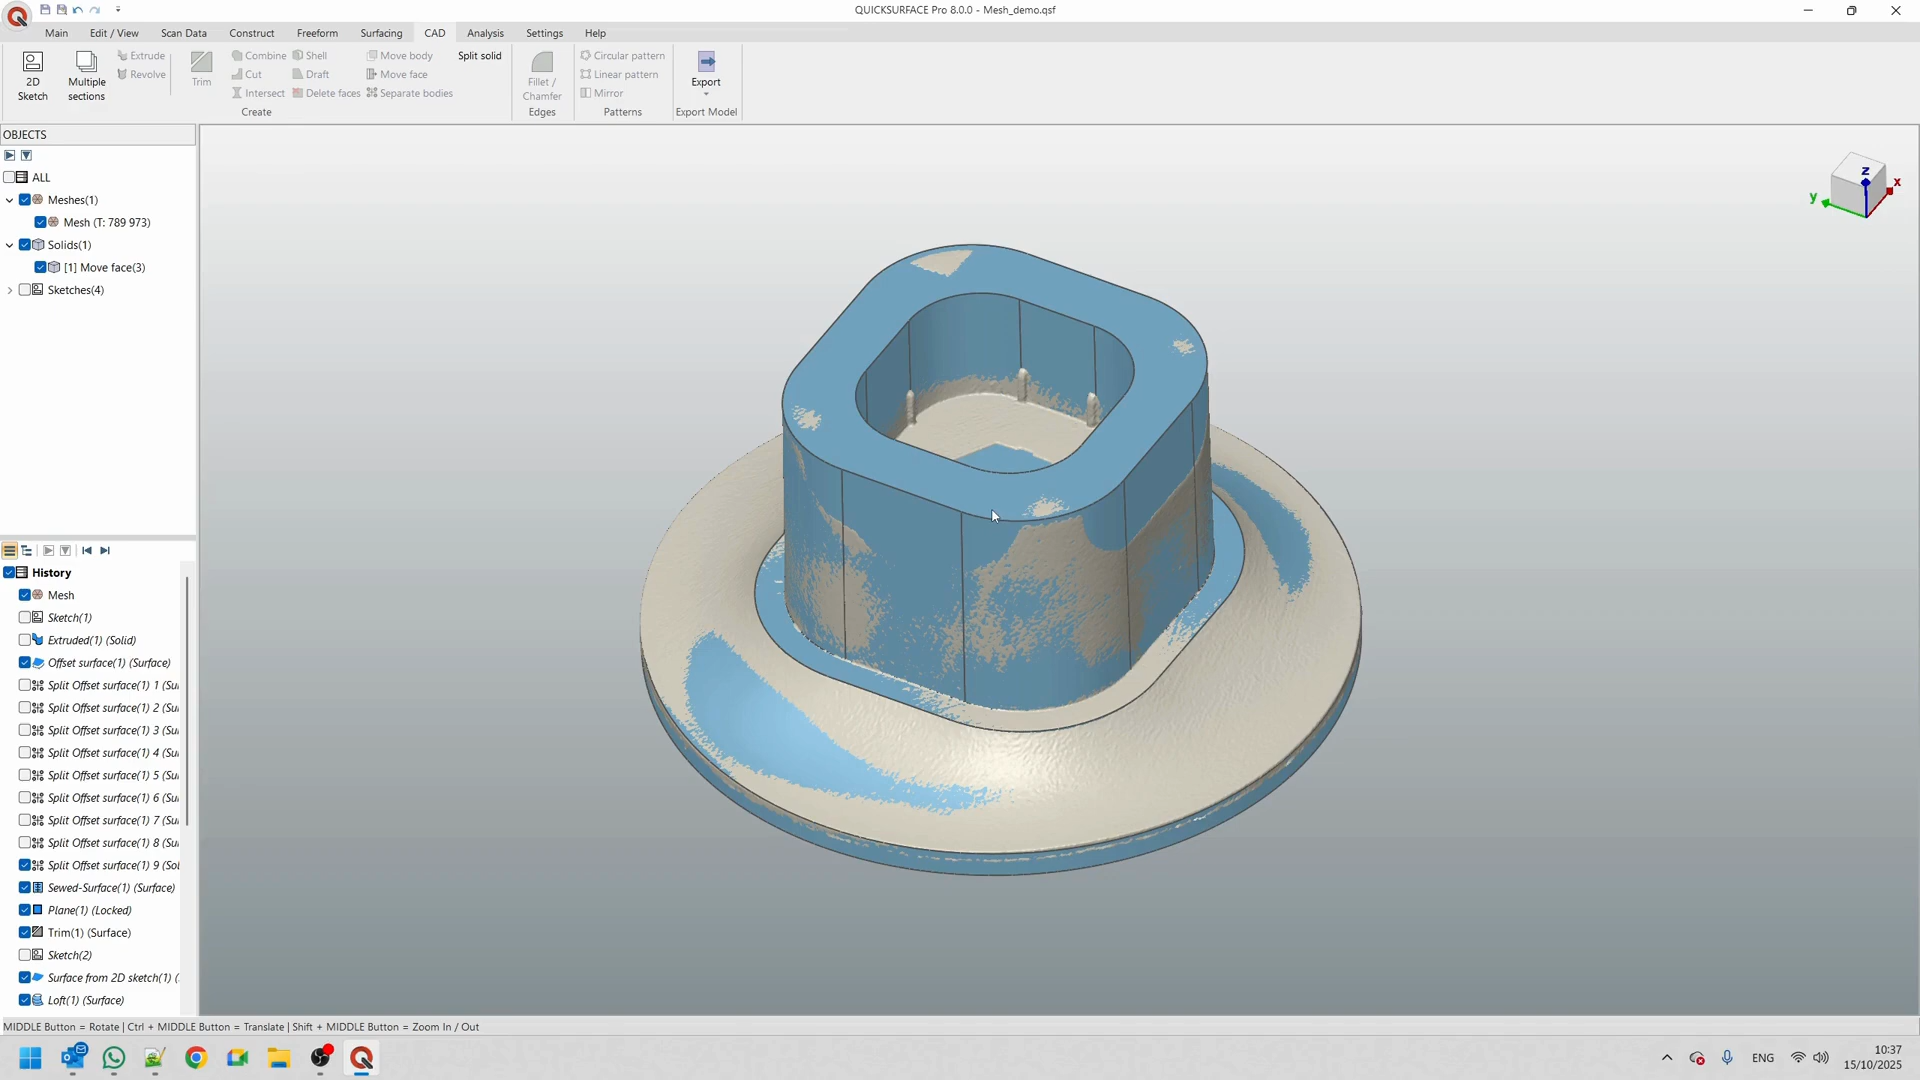 QUICKSURFACE Pro 8.0.0 - Mesh_demo.qsf
Main Edit / View Scan Data Construct Freeform Surfacing CAD Analysis Settings Help
2D Sketch
Multiple sections
Extrude
Revolve
Trim
Combine
Cut
Intersect
Shell
Draft
Delete faces
Move body
Move face
Separate bodies
Split solid
Create
Fillet / Chamfer
Edges
Circular pattern
Linear pattern
Mirror
Patterns
Export
Export Model
OBJECTS
ALL
Meshes(1)
Mesh (T: 789 973)
Solids(1)
[1] Move face(3)
Sketches(4)
z
x
y
History
Mesh
Sketch(1)
Extruded(1) (Solid)
Offset surface(1) (Surface)
Split Offset surface(1) 1 (Su
Split Offset surface(1) 2 (Su
Split Offset surface(1) 3 (Su
Split Offset surface(1) 4 (Su
Split Offset surface(1) 5 (Su
Split Offset surface(1) 6 (Su
Split Offset surface(1) 7 (Su
Split Offset surface(1) 8 (Su
Split Offset surface(1) 9 (Sol
Sewed-Surface(1) (Surface)
Plane(1) (Locked)
Trim(1) (Surface)
Sketch(2)
Surface from 2D sketch(1) (
Loft(1) (Surface)
MIDDLE Button = Rotate | Ctrl + MIDDLE Button = Translate | Shift + MIDDLE Button = Zoom In / Out
ENG
10:37
15/10/2025